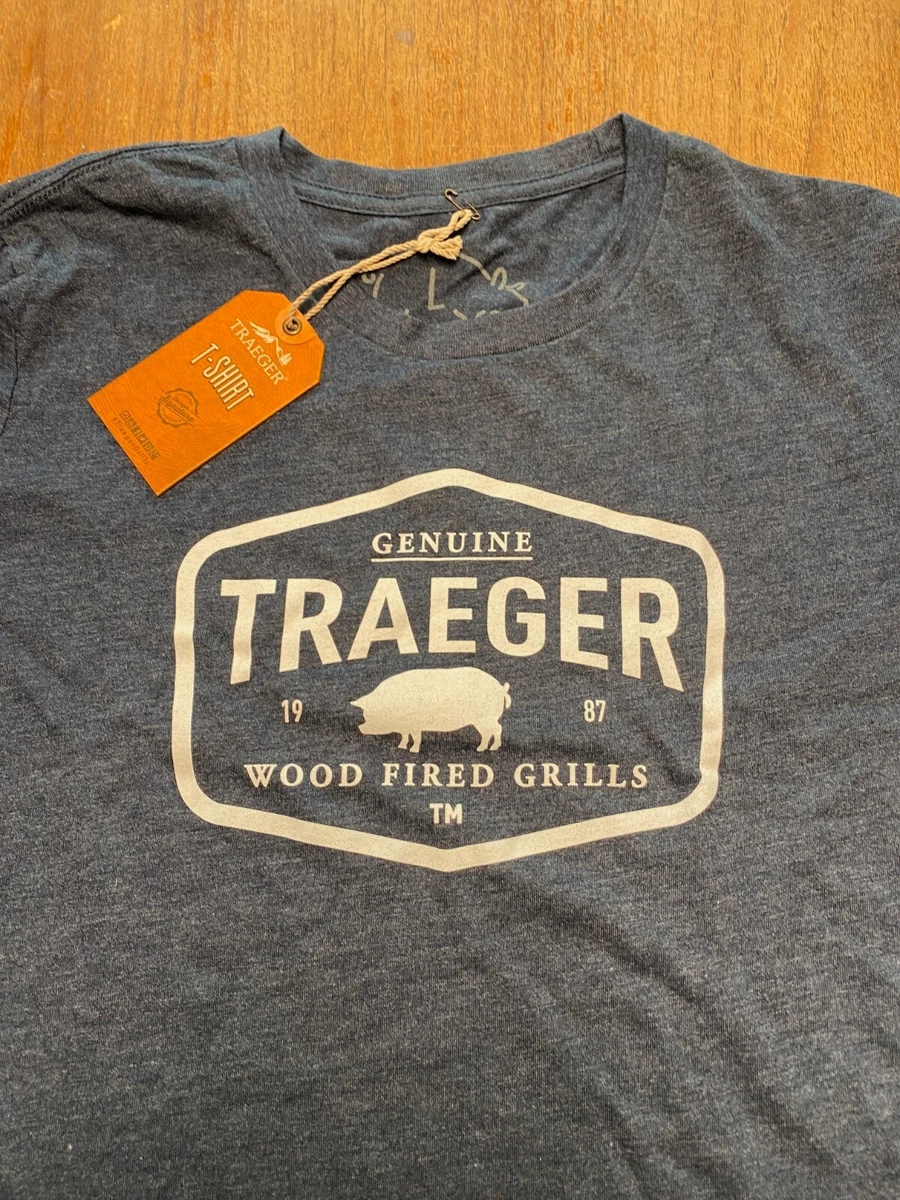 TRAEGER®
T-SHIRT
GENUINE
TRAEGER
19 87
WOOD FIRED GRILLS
TM